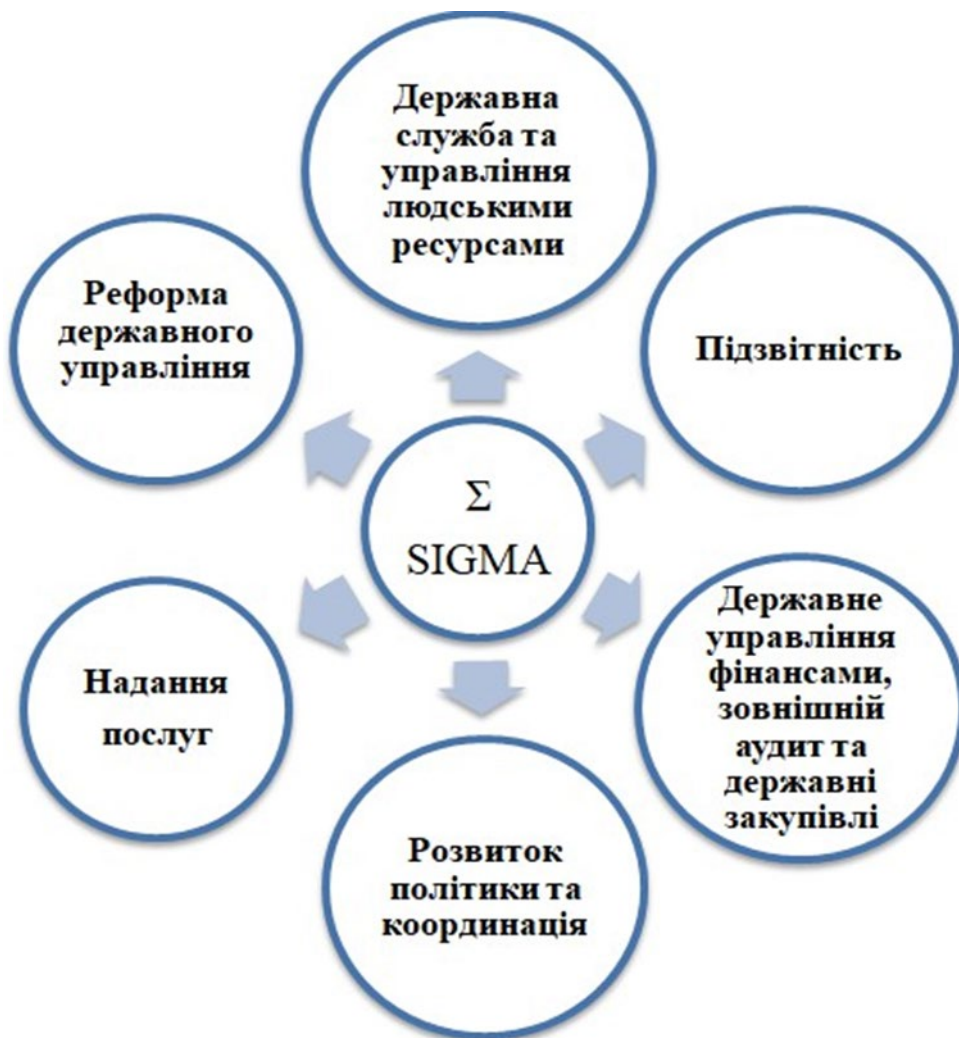 Державна
служба та
управління
людськими
ресурсами
Реформа
державного
управління
Підзвітність
Σ
SIGMA
Надання
послуг
Державне
управління
фінансами,
зовнішній
аудит та
державні
закупівлі
Розвиток
політики та
координація